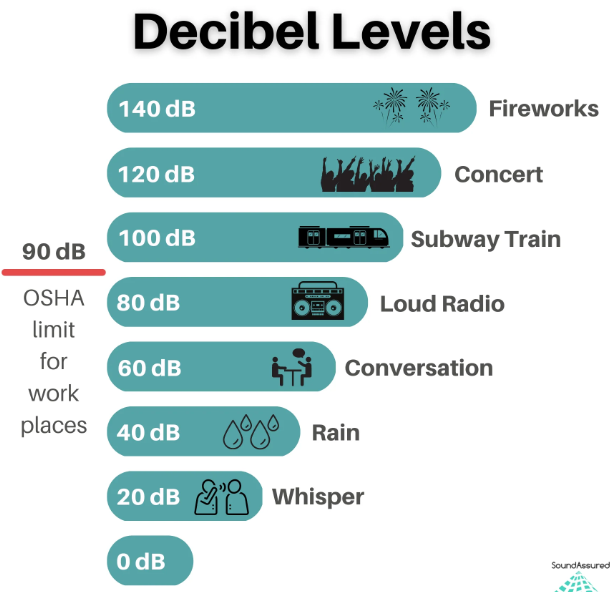 Decibel Levels
140 dB Fireworks
120 dB Concert
100 dB Subway Train
90 dB
OSHA
limit
for
work
places
80 dB Loud Radio
60 dB Conversation
40 dB Rain
20 dB Whisper
0 dB
SoundAssured